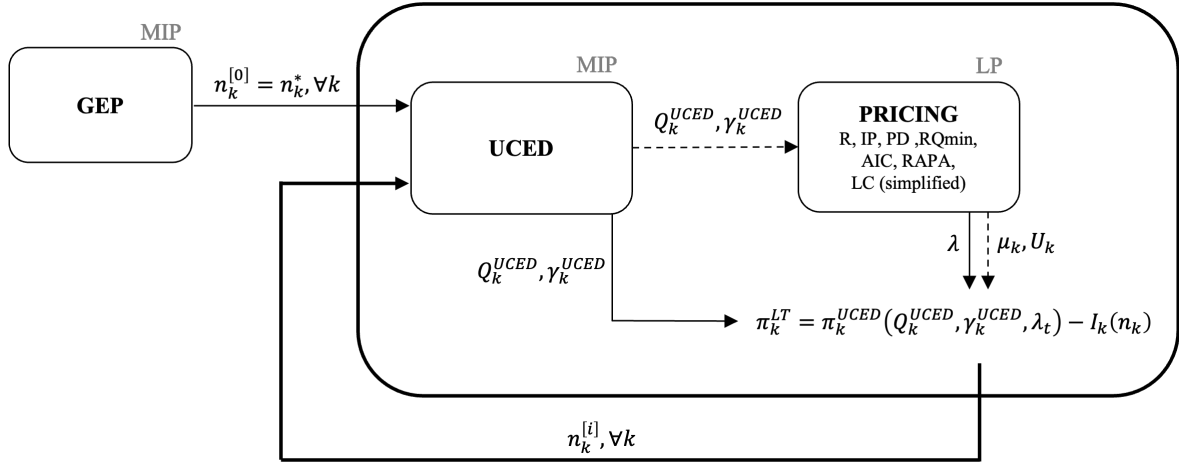 MIP
GEP
n_k^{[0]} = n_k^*, ∀k
MIP
UCED
Q_k^{UCED}, γ_k^{UCED}
LP
PRICING
R, IP, PD ,RQmin,
AIC, RAPA,
LC (simplified)
Q_k^{UCED}, γ_k^{UCED}
λ
μ_k, U_k
π_k^{LT} = π_k^{UCED}(Q_k^{UCED}, γ_k^{UCED}, λ_t) − I_k(n_k)
n_k^{[i]}, ∀k